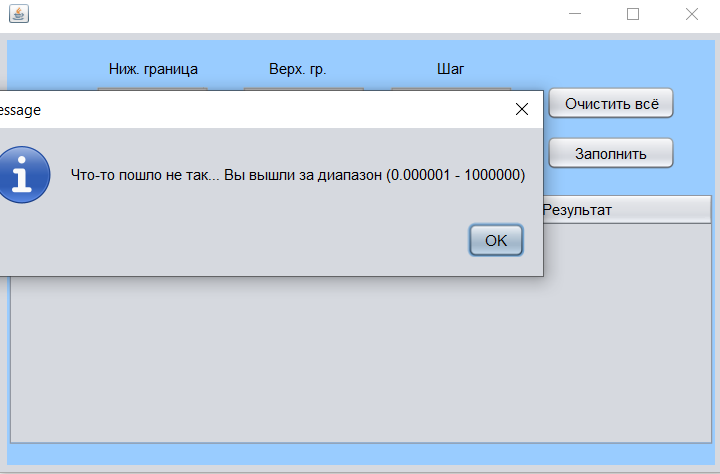 Ниж. граница Верх. гр. Шаг
Очистить всё
essage
Заполнить
Что-то пошло не так... Вы вышли за диапазон (0.000001 - 1000000)
Результат
OK